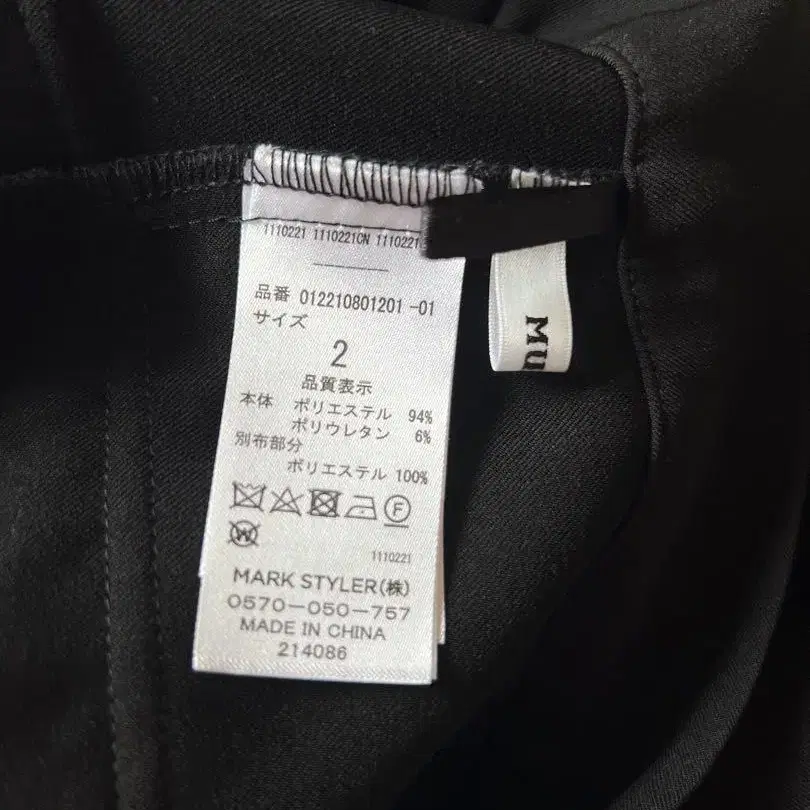 1110221 1110221CN 1110221
品番 012210801201 -01
サイズ
2
品質表示
本体 ポリエステル 94%
ポリウレタン 6%
別布部分
ポリエステル 100%
F
W
1110221
MARK STYLER(株)
0570-050-757
MADE IN CHINA
214086
MU